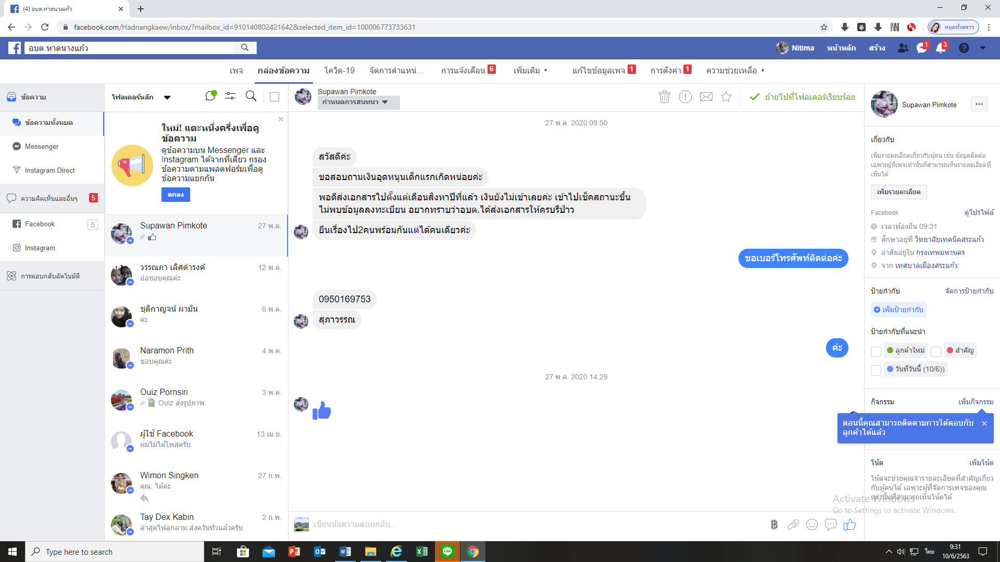 (4) อบต.หาดนางแก้ว
facebook.com/Hadnangkaew/inbox/?mailbox_id=910140802421642&selected_item_id=100006773733631
หยุดชั่วคราว
อบต.หาดนางแก้ว
Nitima
หน้าหลัก
สร้าง
1
3
เพจ
กล่องข้อความ
โควิด-19
จัดการตำแหน่...
การแจ้งเตือน 6
เพิ่มเติม
แก้ไขข้อมูลเพจ 1
การตั้งค่า 1
ความช่วยเหลือ
ข้อความ
ข้อความทั้งหมด
Messenger
Instagram Direct
ความคิดเห็นและอื่นๆ 5
Facebook 5
Instagram
การตอบกลับอัตโนมัติ
โฟลเดอร์หลัก
ใหม่! แตะหนึ่งครั้งเพื่อดู
ข้อความ
ดูข้อความบน Messenger และ
Instagram ได้จากที่เดียว กรอง
ข้อความตามแพลตฟอร์มเพื่อดู
ข้อความแยกกัน
ตกลง
Supawan Pimkote 27 พ.ค.
วรรณภา เลิศดำรงค์ 12 พ.ค.
อ่อขอบคุณค่ะ
ชุติกาญจน์ ผามั่น 6 พ.ค.
คะ
Naramon Prith 4 พ.ค.
ขอบคุณค่ะ
Ouiz Pornsiri 3 พ.ค.
Ouiz ส่งรูปภาพ
ผู้ใช้ Facebook 13 เม.ย.
ผมไม่ได้โพสครับ
Wimon Singken 27 ก.พ.
คุณ: ได้ค่ะ
Tay Dex Kabin 2 ก.พ.
ล่าสุดไฟลุกลาม ส่งควันทั่วแล้วครับ
Supawan Pimkote
กำหนดการสนทนา
ย้ายไปที่โฟลเดอร์เรียบร้อย
27 พ.ค. 2020 09:50
สวัสดีค่ะ
ขอสอบถามเงินอุดหนุนเด็กแรกเกิดหน่อยค่ะ
พอดีส่งเอกสารไปตั้งแต่เดือนสิงหาปีที่แล้ว เงินยังไม่เข้าเลยค่ะ เข้าไปเช็คสถานะขึ้น
ไม่พบข้อมูลลงทะเบียน อยากทราบว่าอบต.ได้ส่งเอกสารให้ครบรึป่าว
ยืนเรื่องไป2คนพร้อมกันแต่ได้คนเดียวค่ะ
ขอเบอร์โทรศัพท์ติดต่อค่ะ
0950169753
สุภาวรรณ
ค่ะ
27 พ.ค. 2020 14:29
เขียนข้อความตอบกลับ...
฿
Supawan Pimkote
เกี่ยวกับ
เพิ่มรายละเอียดเกี่ยวกับผู้คน เช่น ข้อมูลติดต่อ
เฉพาะผู้ที่เพจเท่านั้นที่สามารถเห็นรายละเอียดที่
เพิ่มได้
เพิ่มรายละเอียด
Facebook ดูโปรไฟล์
เวลาท้องถิ่น 09:31
ศึกษาอยู่ที่ วิทยาลัยเทคนิคสระแก้ว
อาศัยอยู่ใน กรุงเทพมหานคร
จาก เทศบาลเมืองสระแก้ว:
ป้ายกำกับ จัดการป้ายกำกับ
เพิ่มป้ายกำกับ
ป้ายกำกับที่แนะนำ
ลูกค้าใหม่
สำคัญ
วันที่วันนี้ (10/6))
กิจกรรม เพิ่มกิจกรรม
ตอนนี้คุณสามารถติดตามการโต้ตอบกับ
ลูกค้าได้แล้ว
โน้ต เพิ่มโน้ต
โน้ตจะช่วยคุณจำรายละเอียดที่สำคัญเกี่ยว
กับผู้คนได้ เฉพาะผู้ที่จัดการเพจของคุณ
เท่านั้นที่สามารถเห็นโน้ตได้
Activate Windows
Go to Settings to activate Windows.
Type here to search
LINE
ไทย
9:31
10/6/2563